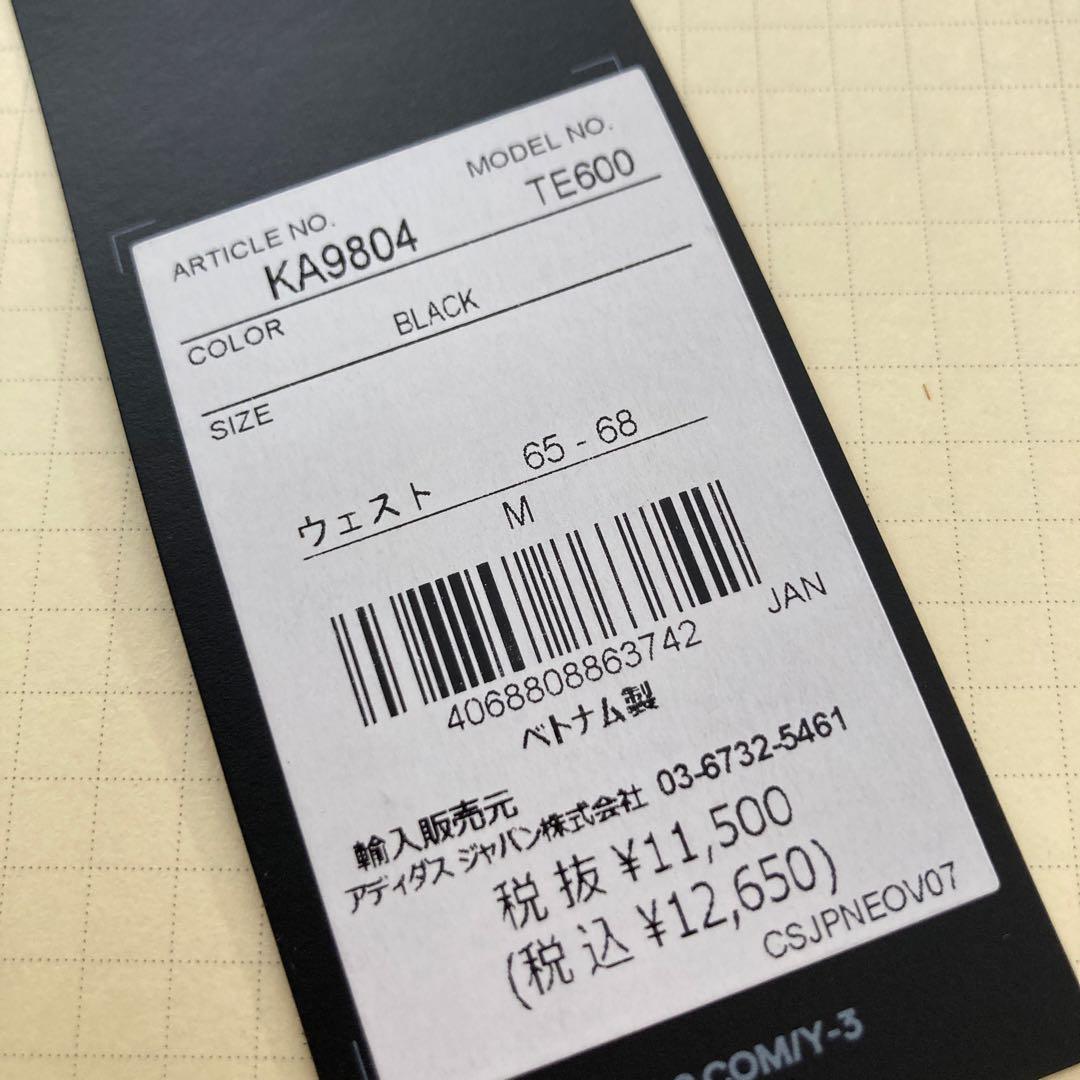 ARTICLE NO. MODEL NO.
KA9804 TE600
COLOR BLACK
SIZE
ウェスト 65 - 68
M
4068808863742 JAN
ベトナム製
輸入販売元
アディダス ジャパン株式会社 03-6732-5461
税抜 ¥11,500
(税込 ¥12,650)
CSJPNEOV07
.COM/Y-3